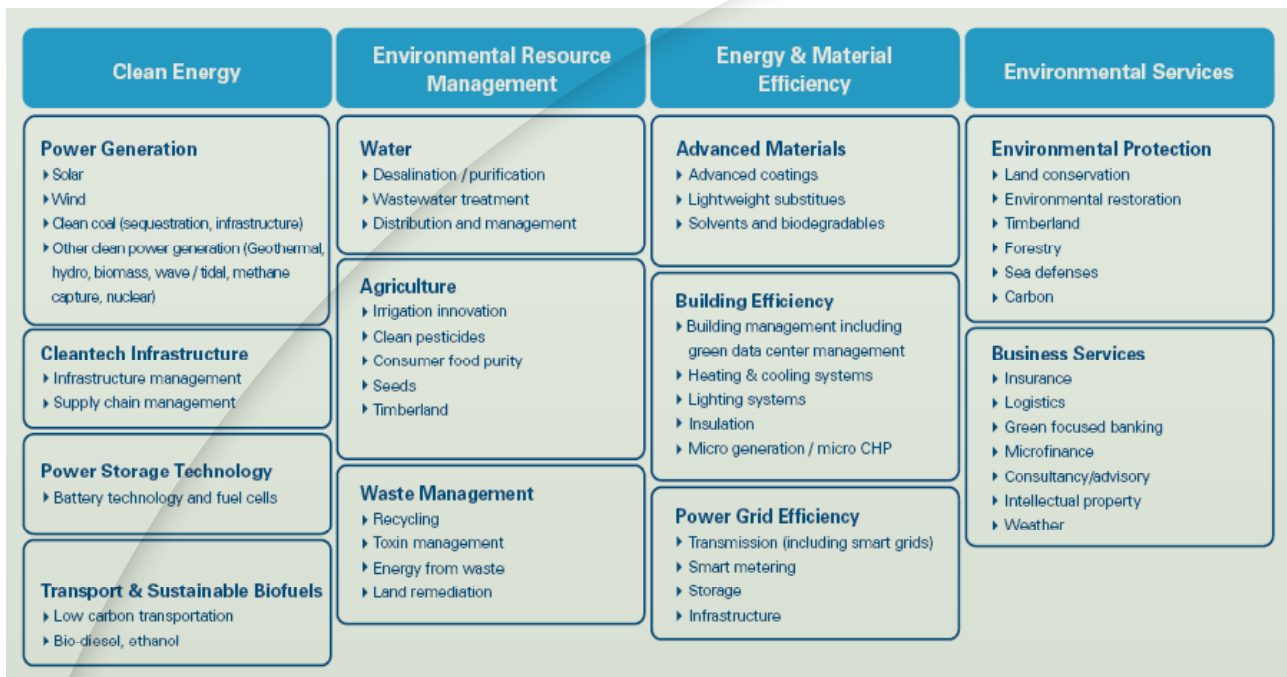 Clean Energy
Power Generation
Solar
Wind
Clean coal (sequestration, infrastructure)
Other clean power generation (Geothermal,
hydro, biomass, wave / tidal, methane
capture, nuclear)
Cleantech Infrastructure
Infrastructure management
Supply chain management
Power Storage Technology
Battery technology and fuel cells
Transport & Sustainable Biofuels
Low carbon transportation
Bio-diesel, ethanol
Environmental Resource
Management
Water
Desalination / purification
Wastewater treatment
Distribution and management
Agriculture
Irrigation innovation
Clean pesticides
Consumer food purity
Seeds
Timberland
Waste Management
Recycling
Toxin management
Energy from waste
Land remediation
Energy & Material
Efficiency
Advanced Materials
Advanced coatings
Lightweight substitues
Solvents and biodegradables
Building Efficiency
Building management including
green data center management
Heating & cooling systems
Lighting systems
Insulation
Micro generation / micro CHP
Power Grid Efficiency
Transmission (including smart grids)
Smart metering
Storage
Infrastructure
Environmental Services
Environmental Protection
Land conservation
Environmental restoration
Timberland
Forestry
Sea defenses
Carbon
Business Services
Insurance
Logistics
Green focused banking
Microfinance
Consultancy/advisory
Intellectual property
Weather